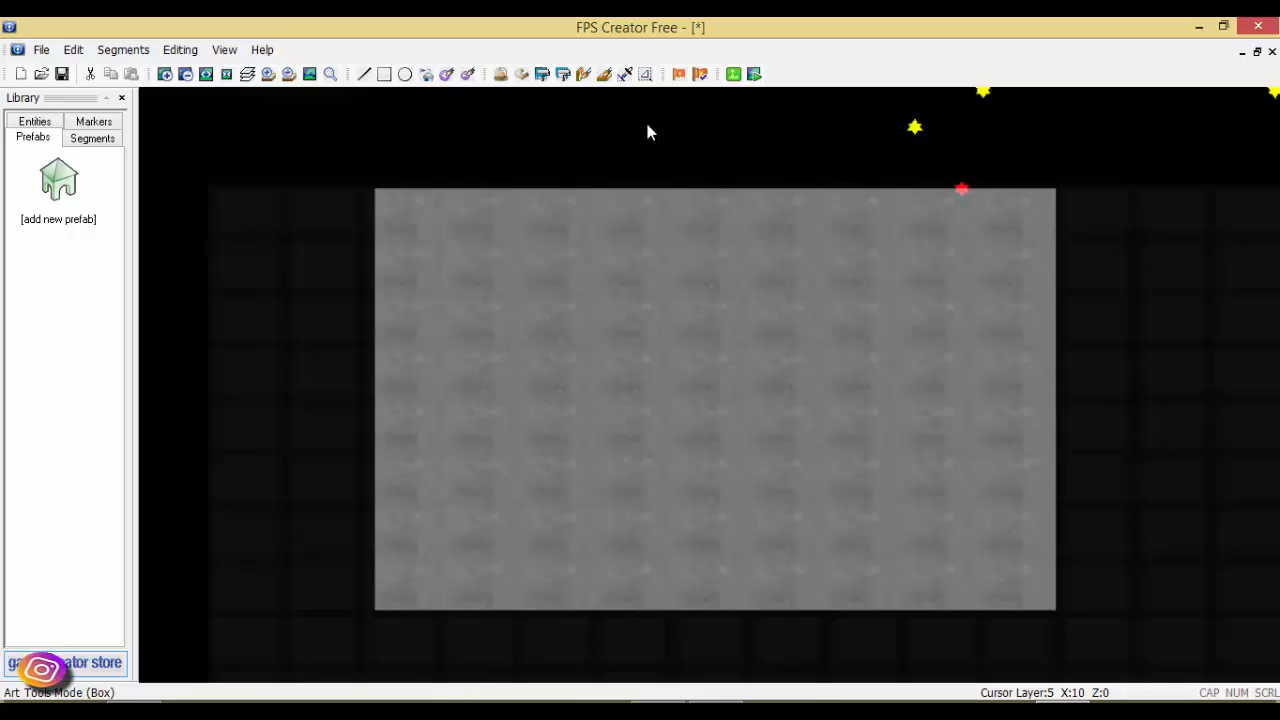 FPS Creator Free - [*]
File Edit Segments Editing View Help
Library
Entities Markers
Prefabs Segments
[add new prefab]
ator store
Art Tools Mode (Box)
Cursor Layer:5 X:10 Z:0
CAP NUM SCRL